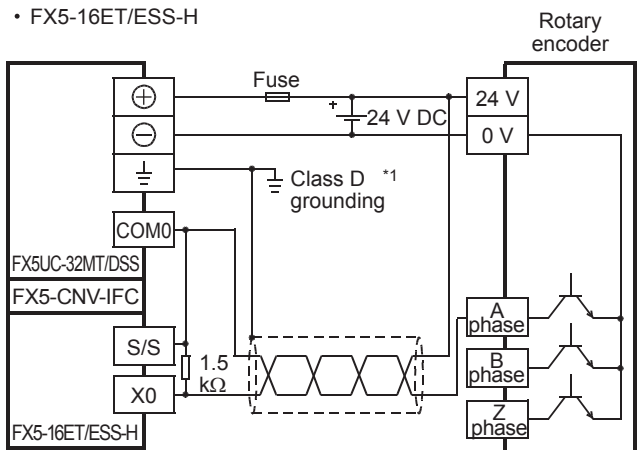 • FX5-16ET/ESS-H
Rotary
encoder
Fuse
24 V
+
24 V DC
0 V
Class D *1
grounding
COM0
FX5UC-32MT/DSS
FX5-CNV-IFC
A
phase
S/S
1.5
kΩ
B
phase
X0
Z
phase
FX5-16ET/ESS-H